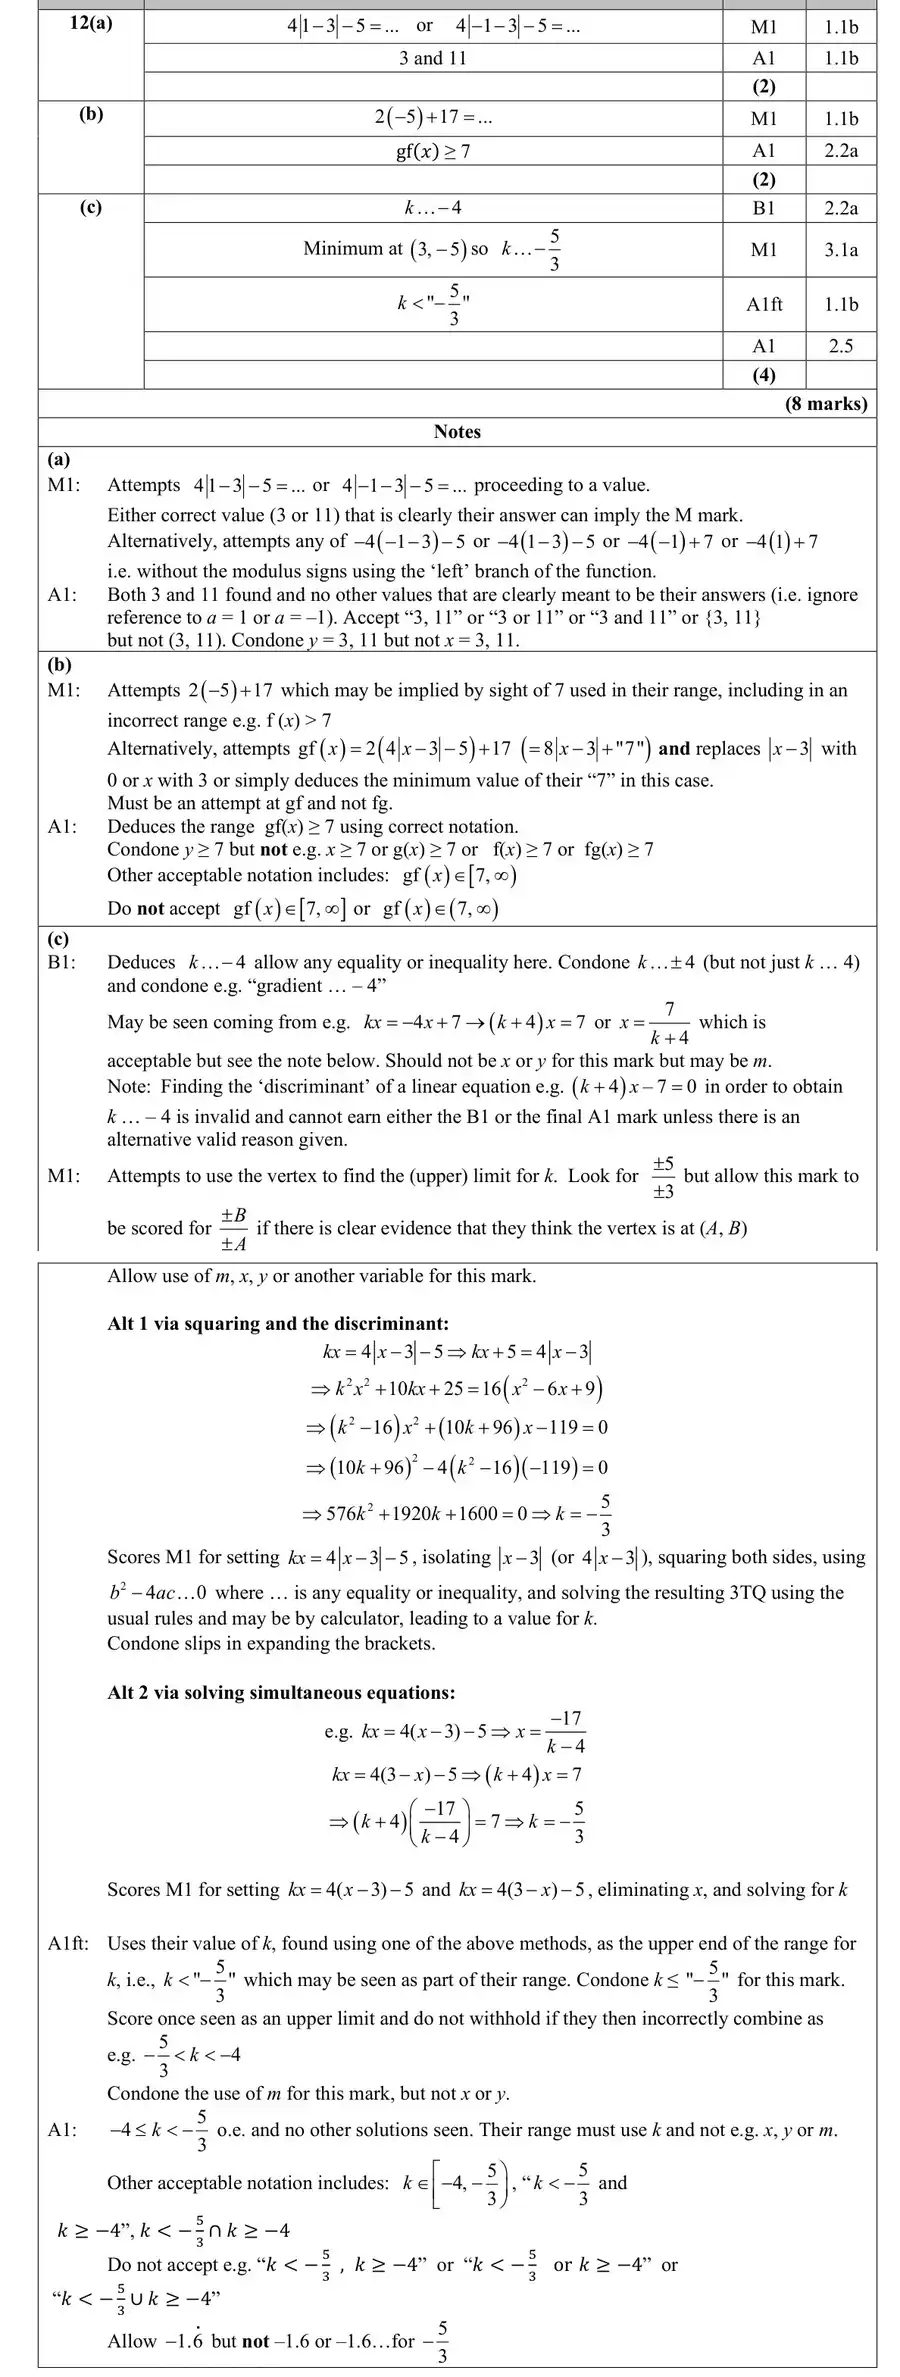 12(a) 4|1−3|−5=... or 4|−1−3|−5=... M1 1.1b
3 and 11 A1 1.1b
(2)
(b) 2(−5)+17=... M1 1.1b
gf(x) ≥ 7 A1 2.2a
(2)
(c) k…−4 B1 2.2a
Minimum at (3, −5) so k…−5/3 M1 3.1a
k < "−5/3" A1ft 1.1b
A1 2.5
(4)
(8 marks)
Notes
(a)
M1: Attempts 4|1−3|−5=... or 4|−1−3|−5=... proceeding to a value.
Either correct value (3 or 11) that is clearly their answer can imply the M mark.
Alternatively, attempts any of −4(−1−3)−5 or −4(1−3)−5 or −4(−1)+7 or −4(1)+7
i.e. without the modulus signs using the ‘left’ branch of the function.
A1: Both 3 and 11 found and no other values that are clearly meant to be their answers (i.e. ignore
reference to a = 1 or a = –1). Accept “3, 11” or “3 or 11” or “3 and 11” or {3, 11}
but not (3, 11). Condone y = 3, 11 but not x = 3, 11.
(b)
M1: Attempts 2(−5)+17 which may be implied by sight of 7 used in their range, including in an
incorrect range e.g. f (x) > 7
Alternatively, attempts gf(x)=2(4|x−3|−5)+17 (=8|x−3|+"7") and replaces |x−3| with
0 or x with 3 or simply deduces the minimum value of their “7” in this case.
Must be an attempt at gf and not fg.
A1: Deduces the range gf(x) ≥ 7 using correct notation.
Condone y ≥ 7 but not e.g. x ≥ 7 or g(x) ≥ 7 or f(x) ≥ 7 or fg(x) ≥ 7
Other acceptable notation includes: gf(x)∈[7, ∞)
Do not accept gf(x)∈[7, ∞] or gf(x)∈(7, ∞)
(c)
B1: Deduces k…−4 allow any equality or inequality here. Condone k…±4 (but not just k … 4)
and condone e.g. “gradient … – 4”
May be seen coming from e.g. kx = −4x+7 → (k+4)x = 7 or x = 7/(k+4) which is
acceptable but see the note below. Should not be x or y for this mark but may be m.
Note: Finding the ‘discriminant’ of a linear equation e.g. (k+4)x−7=0 in order to obtain
k … – 4 is invalid and cannot earn either the B1 or the final A1 mark unless there is an
alternative valid reason given.
M1: Attempts to use the vertex to find the (upper) limit for k. Look for ±5/±3 but allow this mark to
be scored for ±B/±A if there is clear evidence that they think the vertex is at (A, B)
Allow use of m, x, y or another variable for this mark.
Alt 1 via squaring and the discriminant:
kx = 4|x−3|−5 ⇒ kx+5 = 4|x−3|
⇒ k²x²+10kx+25 = 16(x²−6x+9)
⇒ (k²−16)x²+(10k+96)x−119 = 0
⇒ (10k+96)²−4(k²−16)(−119) = 0
⇒ 576k²+1920k+1600 = 0 ⇒ k = −5/3
Scores M1 for setting kx = 4|x−3|−5, isolating |x−3| (or 4|x−3|), squaring both sides, using
b²−4ac…0 where … is any equality or inequality, and solving the resulting 3TQ using the
usual rules and may be by calculator, leading to a value for k.
Condone slips in expanding the brackets.
Alt 2 via solving simultaneous equations:
e.g. kx = 4(x−3)−5 ⇒ x = −17/(k−4)
kx = 4(3−x)−5 ⇒ (k+4)x = 7
⇒ (k+4)(−17/(k−4)) = 7 ⇒ k = −5/3
Scores M1 for setting kx = 4(x−3)−5 and kx = 4(3−x)−5, eliminating x, and solving for k
A1ft: Uses their value of k, found using one of the above methods, as the upper end of the range for
k, i.e., k < "−5/3" which may be seen as part of their range. Condone k ≤ "−5/3" for this mark.
Score once seen as an upper limit and do not withhold if they then incorrectly combine as
e.g. −5/3 < k < −4
Condone the use of m for this mark, but not x or y.
A1: −4 ≤ k < −5/3 o.e. and no other solutions seen. Their range must use k and not e.g. x, y or m.
Other acceptable notation includes: k∈[−4, −5/3), “k < −5/3 and
k ≥ −4”, k < −5/3 ∩ k ≥ −4
Do not accept e.g. “k < −5/3 , k ≥ −4” or “k < −5/3 or k ≥ −4” or
“k < −5/3 ∪ k ≥ −4”
Allow −1.6̇ but not –1.6 or –1.6…for −5/3